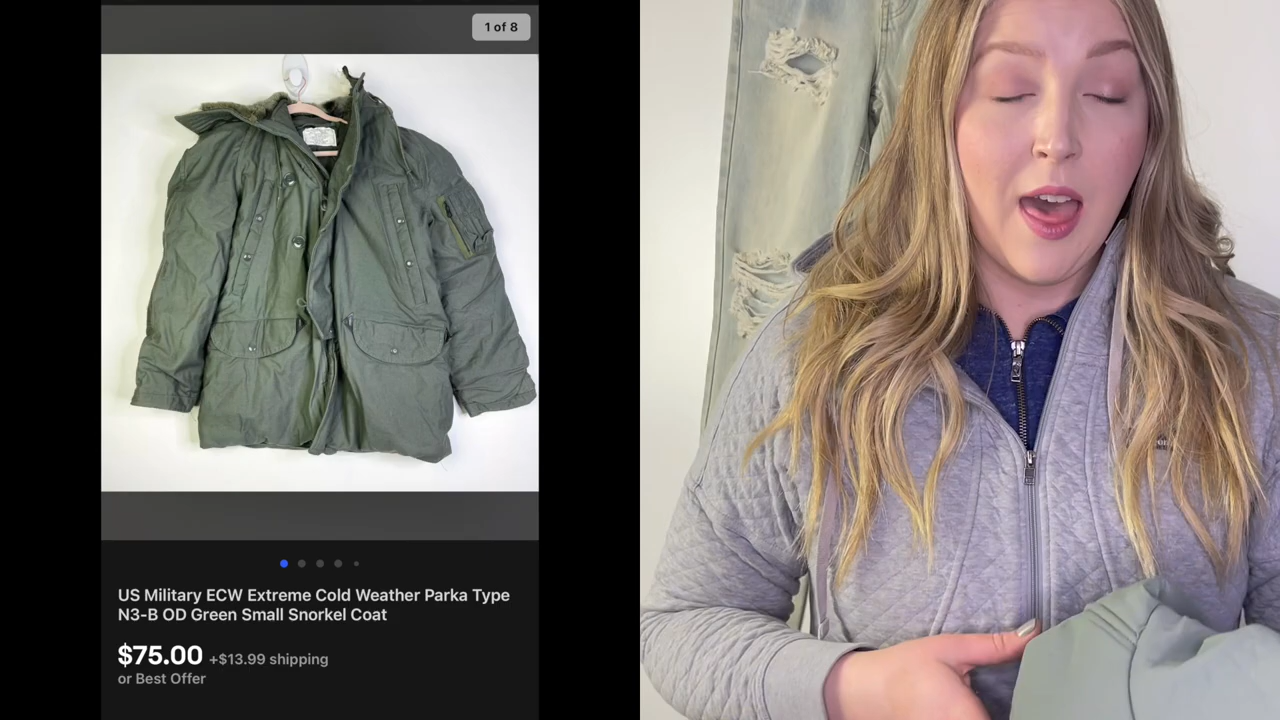 1 of 8
US Military ECW Extreme Cold Weather Parka Type
N3-B OD Green Small Snorkel Coat
$75.00 +$13.99 shipping
or Best Offer